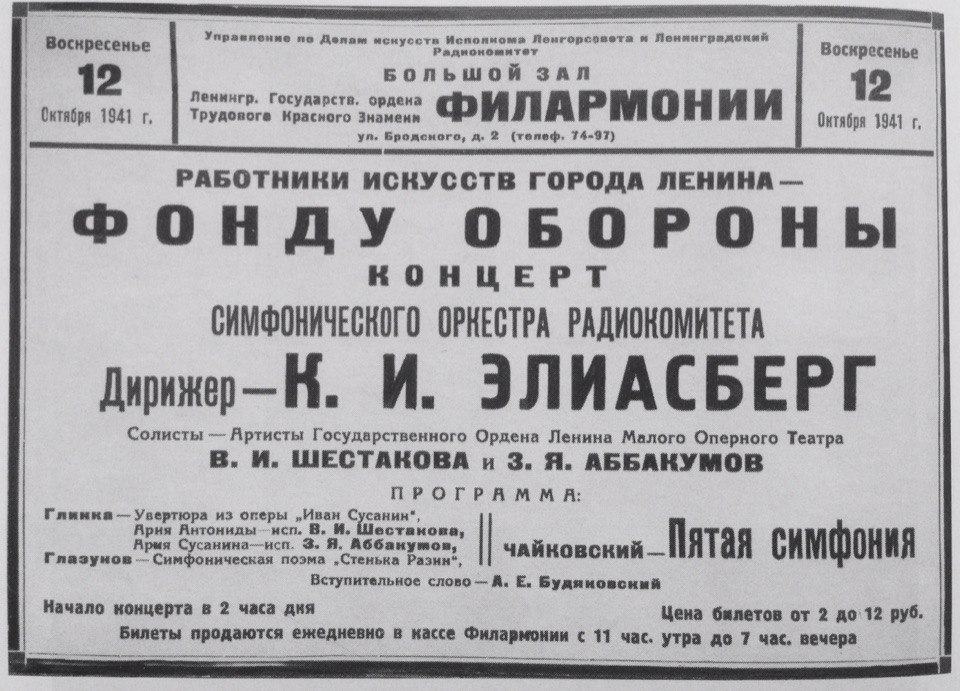 Воскресенье
12
Октября 1941 г.
Управление по Делам искусств Исполкома Ленгорсовета и Ленинградский
Радиокомитет
БОЛЬШОЙ ЗАЛ
Ленингр. Государств. ордена
Трудового Красного Знамени
ФИЛАРМОНИИ
ул. Бродского, д. 2 (телеф. 74-97)
Воскресенье
12
Октября 1941 г.
РАБОТНИКИ ИСКУССТВ ГОРОДА ЛЕНИНА—
ФОНДУ ОБОРОНЫ
КОНЦЕРТ
СИМФОНИЧЕСКОГО ОРКЕСТРА РАДИОКОМИТЕТА
Дирижер—К. И. ЭЛИАСБЕРГ
Солисты—Артисты Государственного Ордена Ленина Малого Оперного Театра
В. И. ШЕСТАКОВА и З. Я. АББАКУМОВ
ПРОГРАММА:
Глинка—Увертюра из оперы „Иван Сусанин",
Ария Антониды—исп. В. И. Шестакова,
Ария Сусанина—исп. З. Я. Аббакумов,
Глазунов—Симфоническая поэма „Стенька Разин",
ЧАЙКОВСКИЙ—Пятая симфония
Вступительное слово—А. Е. Будяковский
Начало концерта в 2 часа дня
Цена билетов от 2 до 12 руб.
Билеты продаются ежедневно в кассе Филармонии с 11 час. утра до 7 час. вечера